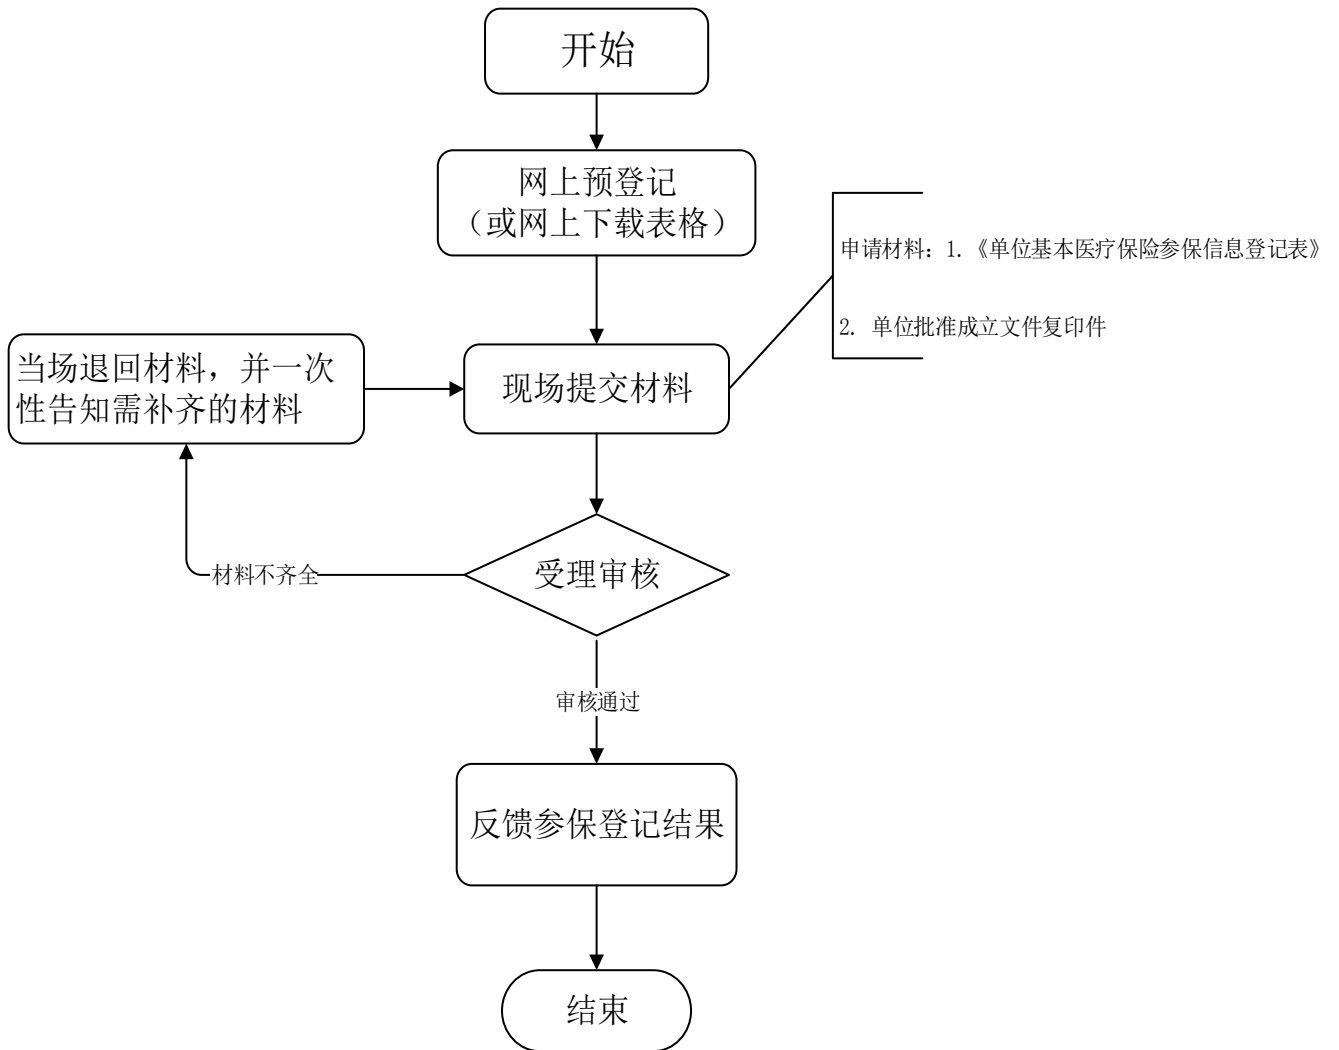 开始
网上预登记
（或网上下载表格）
申请材料：1.《单位基本医疗保险参保信息登记表》
2. 单位批准成立文件复印件
当场退回材料，并一次
性告知需补齐的材料
现场提交材料
受理审核
材料不齐全
审核通过
反馈参保登记结果
结束